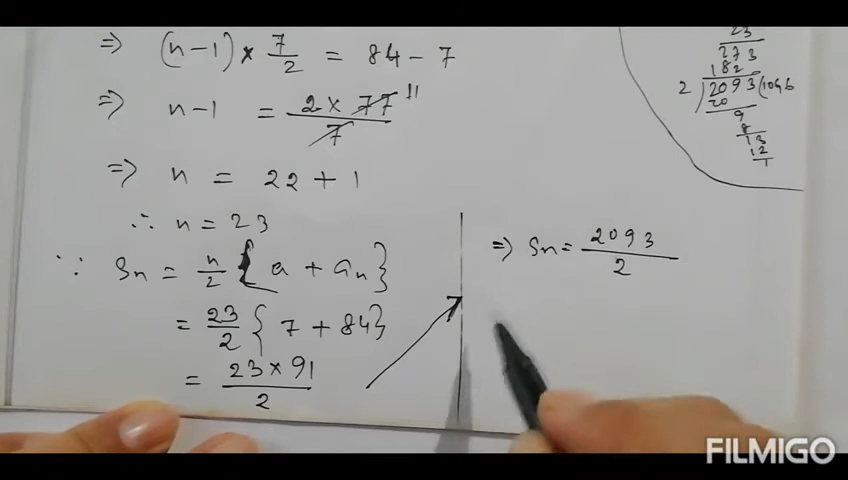 ⇒ (n-1) × 7/2 = 84 - 7
⇒ n-1 = 2 × 77 11 / 7
⇒ n = 22 + 1
∴ n = 23
∵ Sn = n/2 { a + an }
= 23/2 { 7 + 84 }
= 23 × 91 / 2
⇒ Sn = 2093 / 2
23
273
182
2 ) 2093 ( 1046
20
9
8
13
12
1
FILMIGO